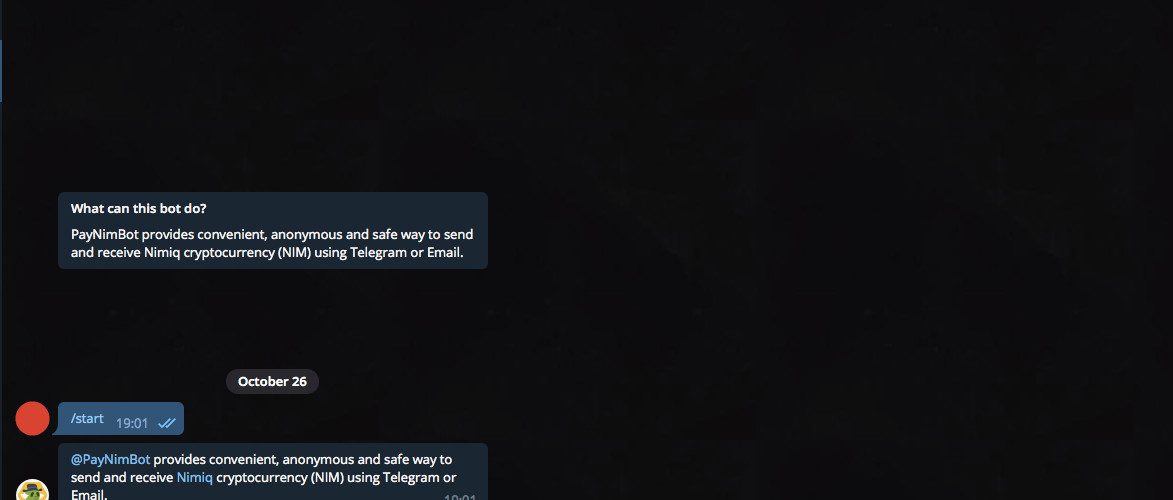 What can this bot do?
PayNimBot provides convenient, anonymous and safe way to send
and receive Nimiq cryptocurrency (NIM) using Telegram or Email.
October 26
/start 19:01
@PayNimBot provides convenient, anonymous and safe way to
send and receive Nimiq cryptocurrency (NIM) using Telegram or
Email. 19:01